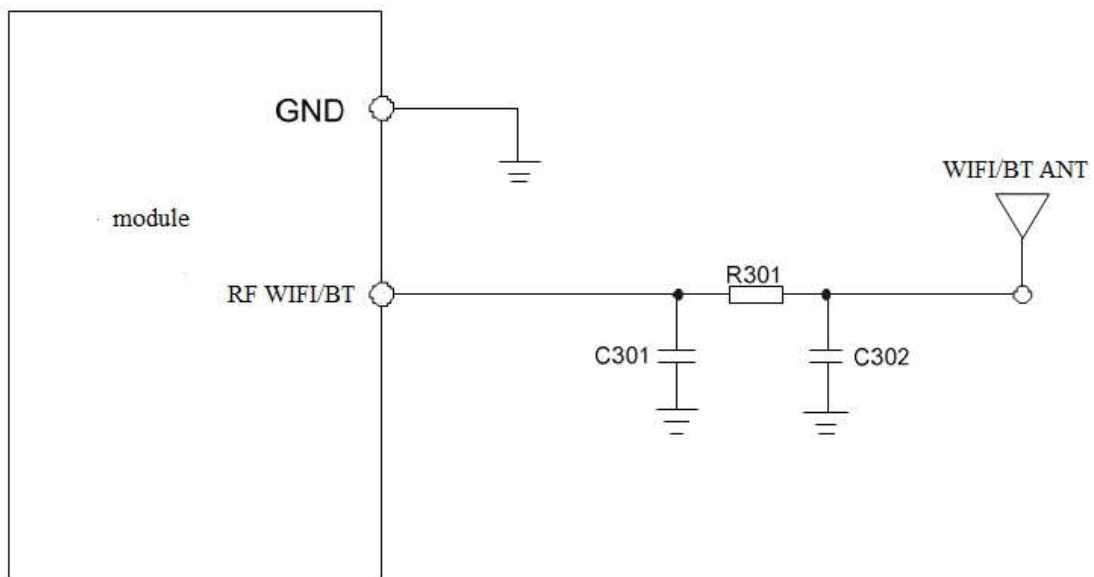 GND
WIFI/BT ANT
module
R301
RF WIFI/BT
C301
C302